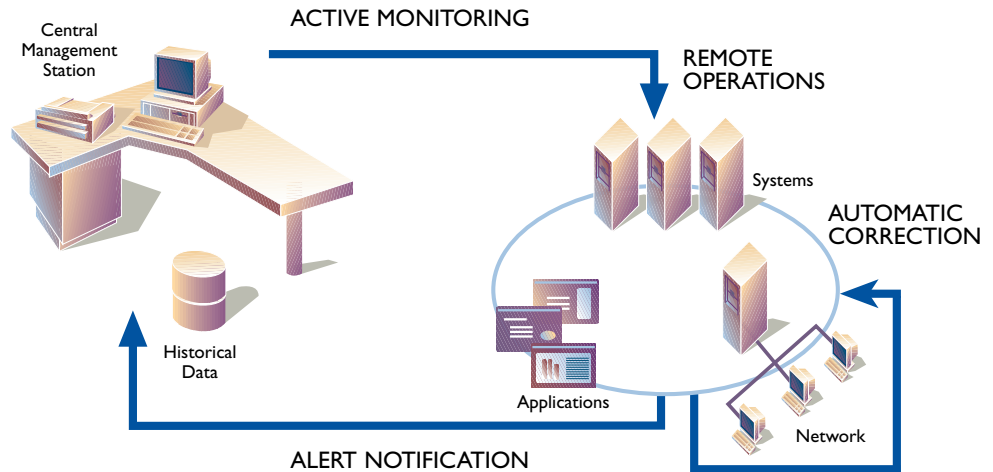 ACTIVE MONITORING
Central
Management
Station
REMOTE
OPERATIONS
Systems
AUTOMATIC
CORRECTION
Historical
Data
Applications
Network
ALERT NOTIFICATION